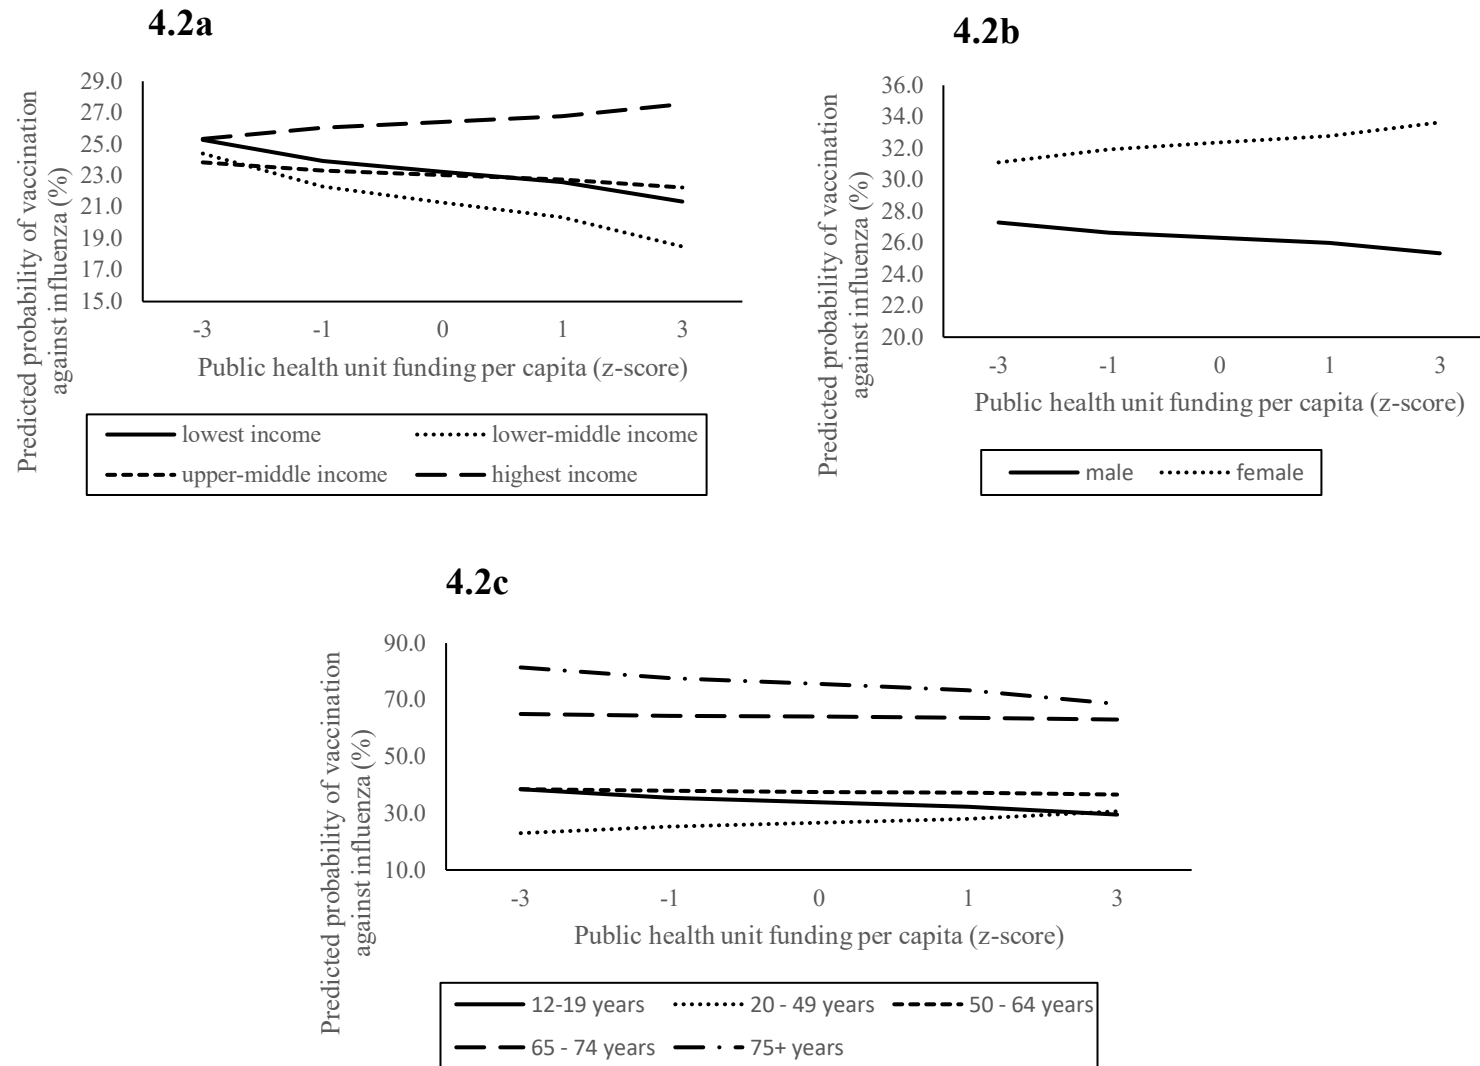 4.2a
Predicted probability of vaccination
against influenza (%)
29.0
27.0
25.0
23.0
21.0
19.0
17.0
15.0
-3 -1 0 1 3
Public health unit funding per capita (z-score)
lowest income lower-middle income
upper-middle income highest income
4.2b
Predicted probability of vaccination
against influenza (%)
36.0
34.0
32.0
30.0
28.0
26.0
24.0
22.0
20.0
-3 -1 0 1 3
Public health unit funding per capita (z-score)
male female
4.2c
Predicted probability of vaccination
against influenza (%)
90.0
70.0
50.0
30.0
10.0
-3 -1 0 1 3
Public health unit funding per capita (z-score)
12-19 years 20 - 49 years 50 - 64 years
65 - 74 years 75+ years